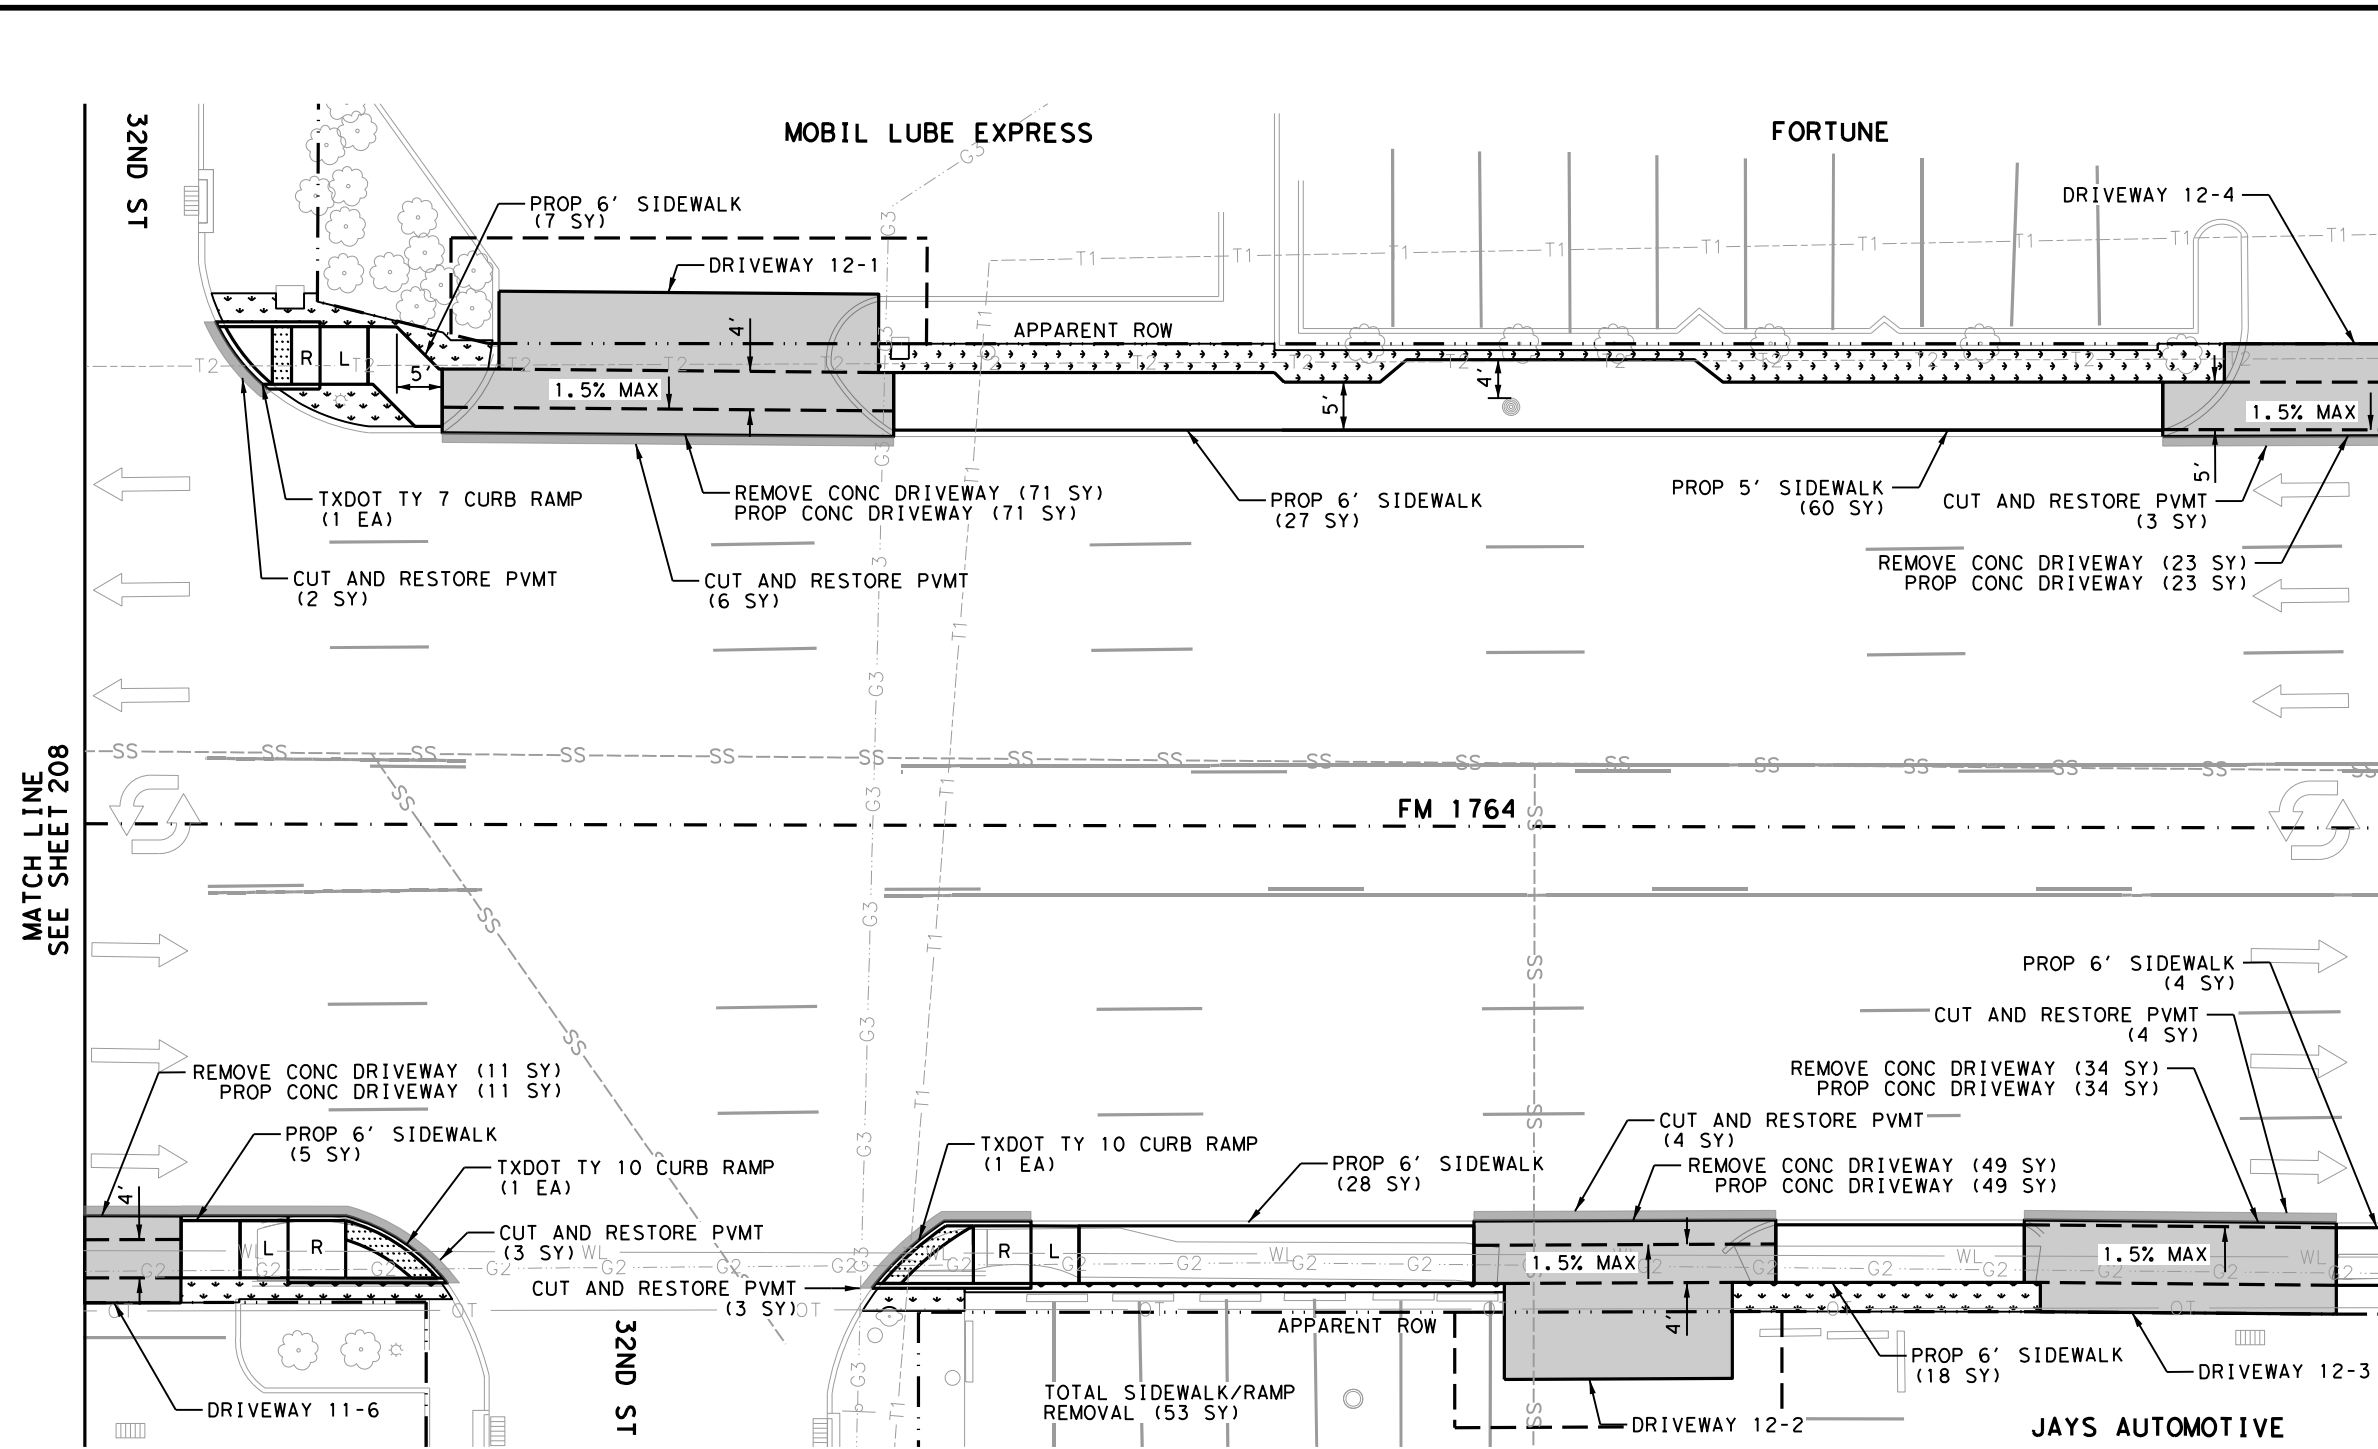 32ND ST
MOBIL LUBE EXPRESS
FORTUNE
PROP 6' SIDEWALK
(7 SY)
DRIVEWAY 12-1
DRIVEWAY 12-4
APPARENT ROW
R L
5'
4'
1.5% MAX
5'
4'
1.5% MAX
5'
TXDOT TY 7 CURB RAMP
(1 EA)
CUT AND RESTORE PVMT
(2 SY)
REMOVE CONC DRIVEWAY (71 SY)
PROP CONC DRIVEWAY (71 SY)
CUT AND RESTORE PVMT
(6 SY)
PROP 6' SIDEWALK
(27 SY)
PROP 5' SIDEWALK
(60 SY)
CUT AND RESTORE PVMT
(3 SY)
REMOVE CONC DRIVEWAY (23 SY)
PROP CONC DRIVEWAY (23 SY)
MATCH LINE
SEE SHEET 208
FM 1764
PROP 6' SIDEWALK
(4 SY)
CUT AND RESTORE PVMT
(4 SY)
REMOVE CONC DRIVEWAY (34 SY)
PROP CONC DRIVEWAY (34 SY)
CUT AND RESTORE PVMT
(4 SY)
REMOVE CONC DRIVEWAY (49 SY)
PROP CONC DRIVEWAY (49 SY)
REMOVE CONC DRIVEWAY (11 SY)
PROP CONC DRIVEWAY (11 SY)
PROP 6' SIDEWALK
(5 SY)
TXDOT TY 10 CURB RAMP
(1 EA)
CUT AND RESTORE PVMT
(3 SY)
CUT AND RESTORE PVMT
(3 SY)
TXDOT TY 10 CURB RAMP
(1 EA)
PROP 6' SIDEWALK
(28 SY)
4'
L R
R L
1.5% MAX
4'
1.5% MAX
APPARENT ROW
32ND ST
PROP 6' SIDEWALK
(18 SY)
DRIVEWAY 12-3
DRIVEWAY 11-6
TOTAL SIDEWALK/RAMP
REMOVAL (53 SY)
DRIVEWAY 12-2
JAYS AUTOMOTIVE
T1
T2
G3
SS
WL
G2
OT